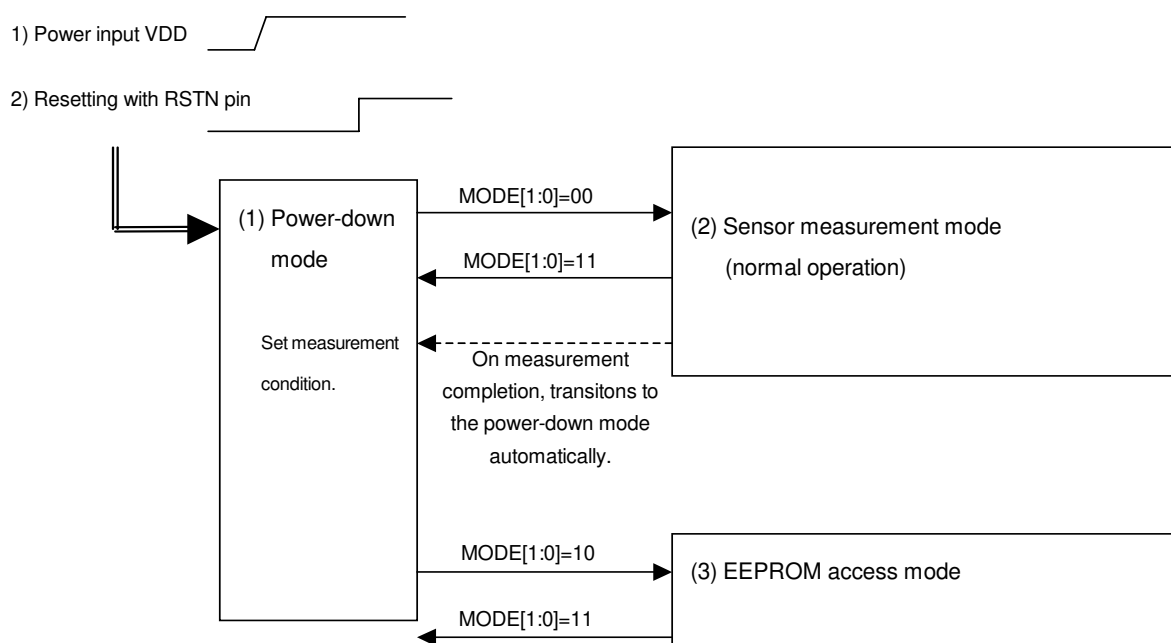 1) Power input VDD
2) Resetting with RSTN pin
(1) Power-down
mode
Set measurement
condition.
MODE[1:0]=00
MODE[1:0]=11
On measurement
completion, transitons to
the power-down mode
automatically.
(2) Sensor measurement mode
(normal operation)
MODE[1:0]=10
MODE[1:0]=11
(3) EEPROM access mode